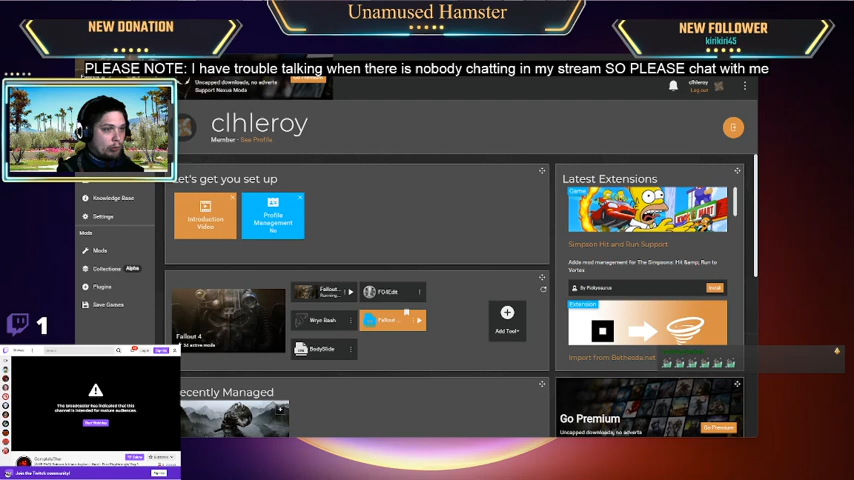 Unamused Hamster
NEW DONATION
NEW FOLLOWER
kirikiri45
PLEASE NOTE: I have trouble talking when there is nobody chatting in my stream SO PLEASE chat with me
Uncapped downloads, no adverts
Support Nexus Mods
clhleroy
Log out
clhleroy
Member - See Profile
Knowledge Base
Settings
Mods
Mods
Collections Alpha
Plugins
Save Games
Let's get you set up
Introduction
Video
Profile
Management
No
Latest Extensions
Game
Simpson Hit and Run Support
Adds mod management for The Simpsons: Hit &amp; Run to
Vortex
Install
Extension
Import from Bethesda.net
Fallout 4
Fallout...
Running...
FO4Edit
Wrye Bash
Fallout ...
BodySlide
Add Tool
Recently Managed
Go Premium
Uncapped downloads, no
Go Premium
1
The broadcaster has indicated that this
channel is intended for mature audiences.
Start Watching
Join the Twitch community!